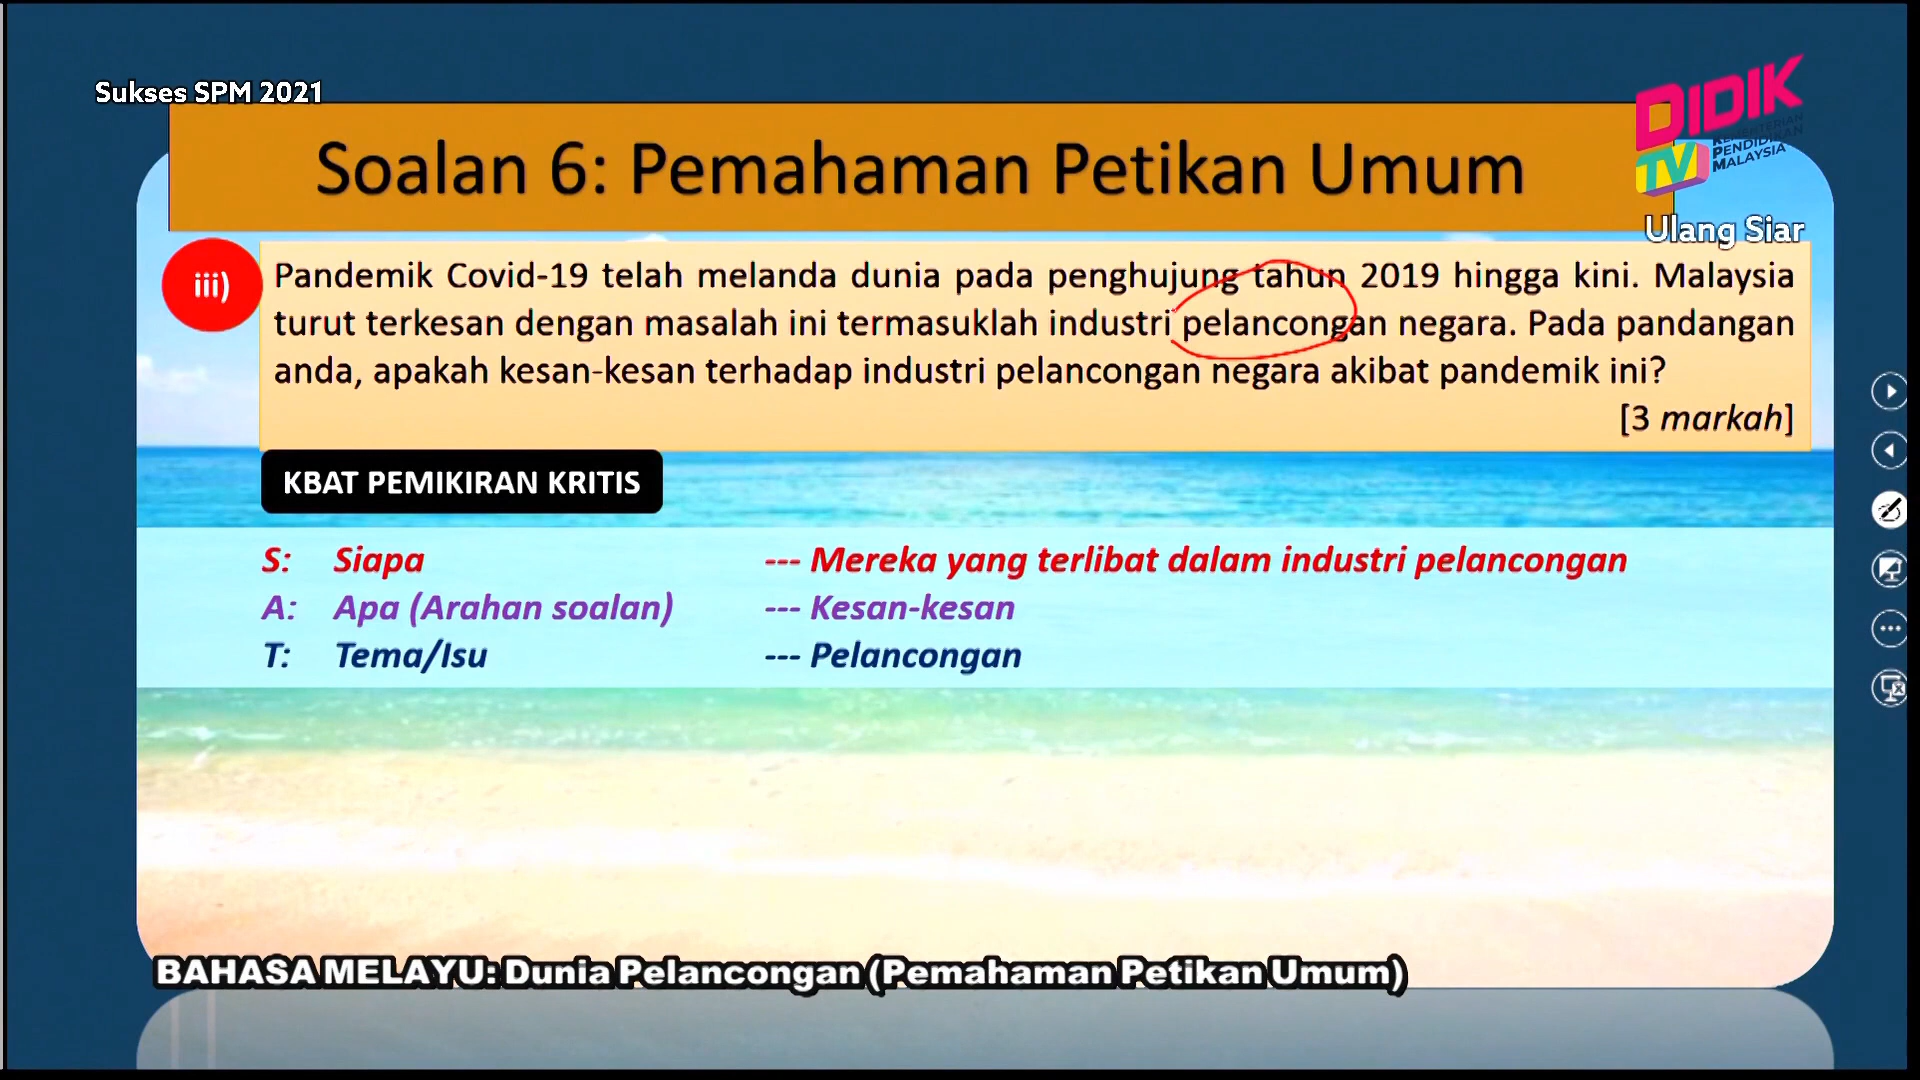 Sukses SPM 2021
Soalan 6: Pemahaman Petikan Umum
DIDIK
TV
KEMENTERIAN
PENDIDIKAN
MALAYSIA
Ulang Siar
iii)
Pandemik Covid-19 telah melanda dunia pada penghujung tahun 2019 hingga kini. Malaysia
turut terkesan dengan masalah ini termasuklah industri pelancongan negara. Pada pandangan
anda, apakah kesan-kesan terhadap industri pelancongan negara akibat pandemik ini?
[3 markah]
KBAT PEMIKIRAN KRITIS
S: Siapa --- Mereka yang terlibat dalam industri pelancongan
A: Apa (Arahan soalan) --- Kesan-kesan
T: Tema/Isu --- Pelancongan
BAHASA MELAYU: Dunia Pelancongan (Pemahaman Petikan Umum)